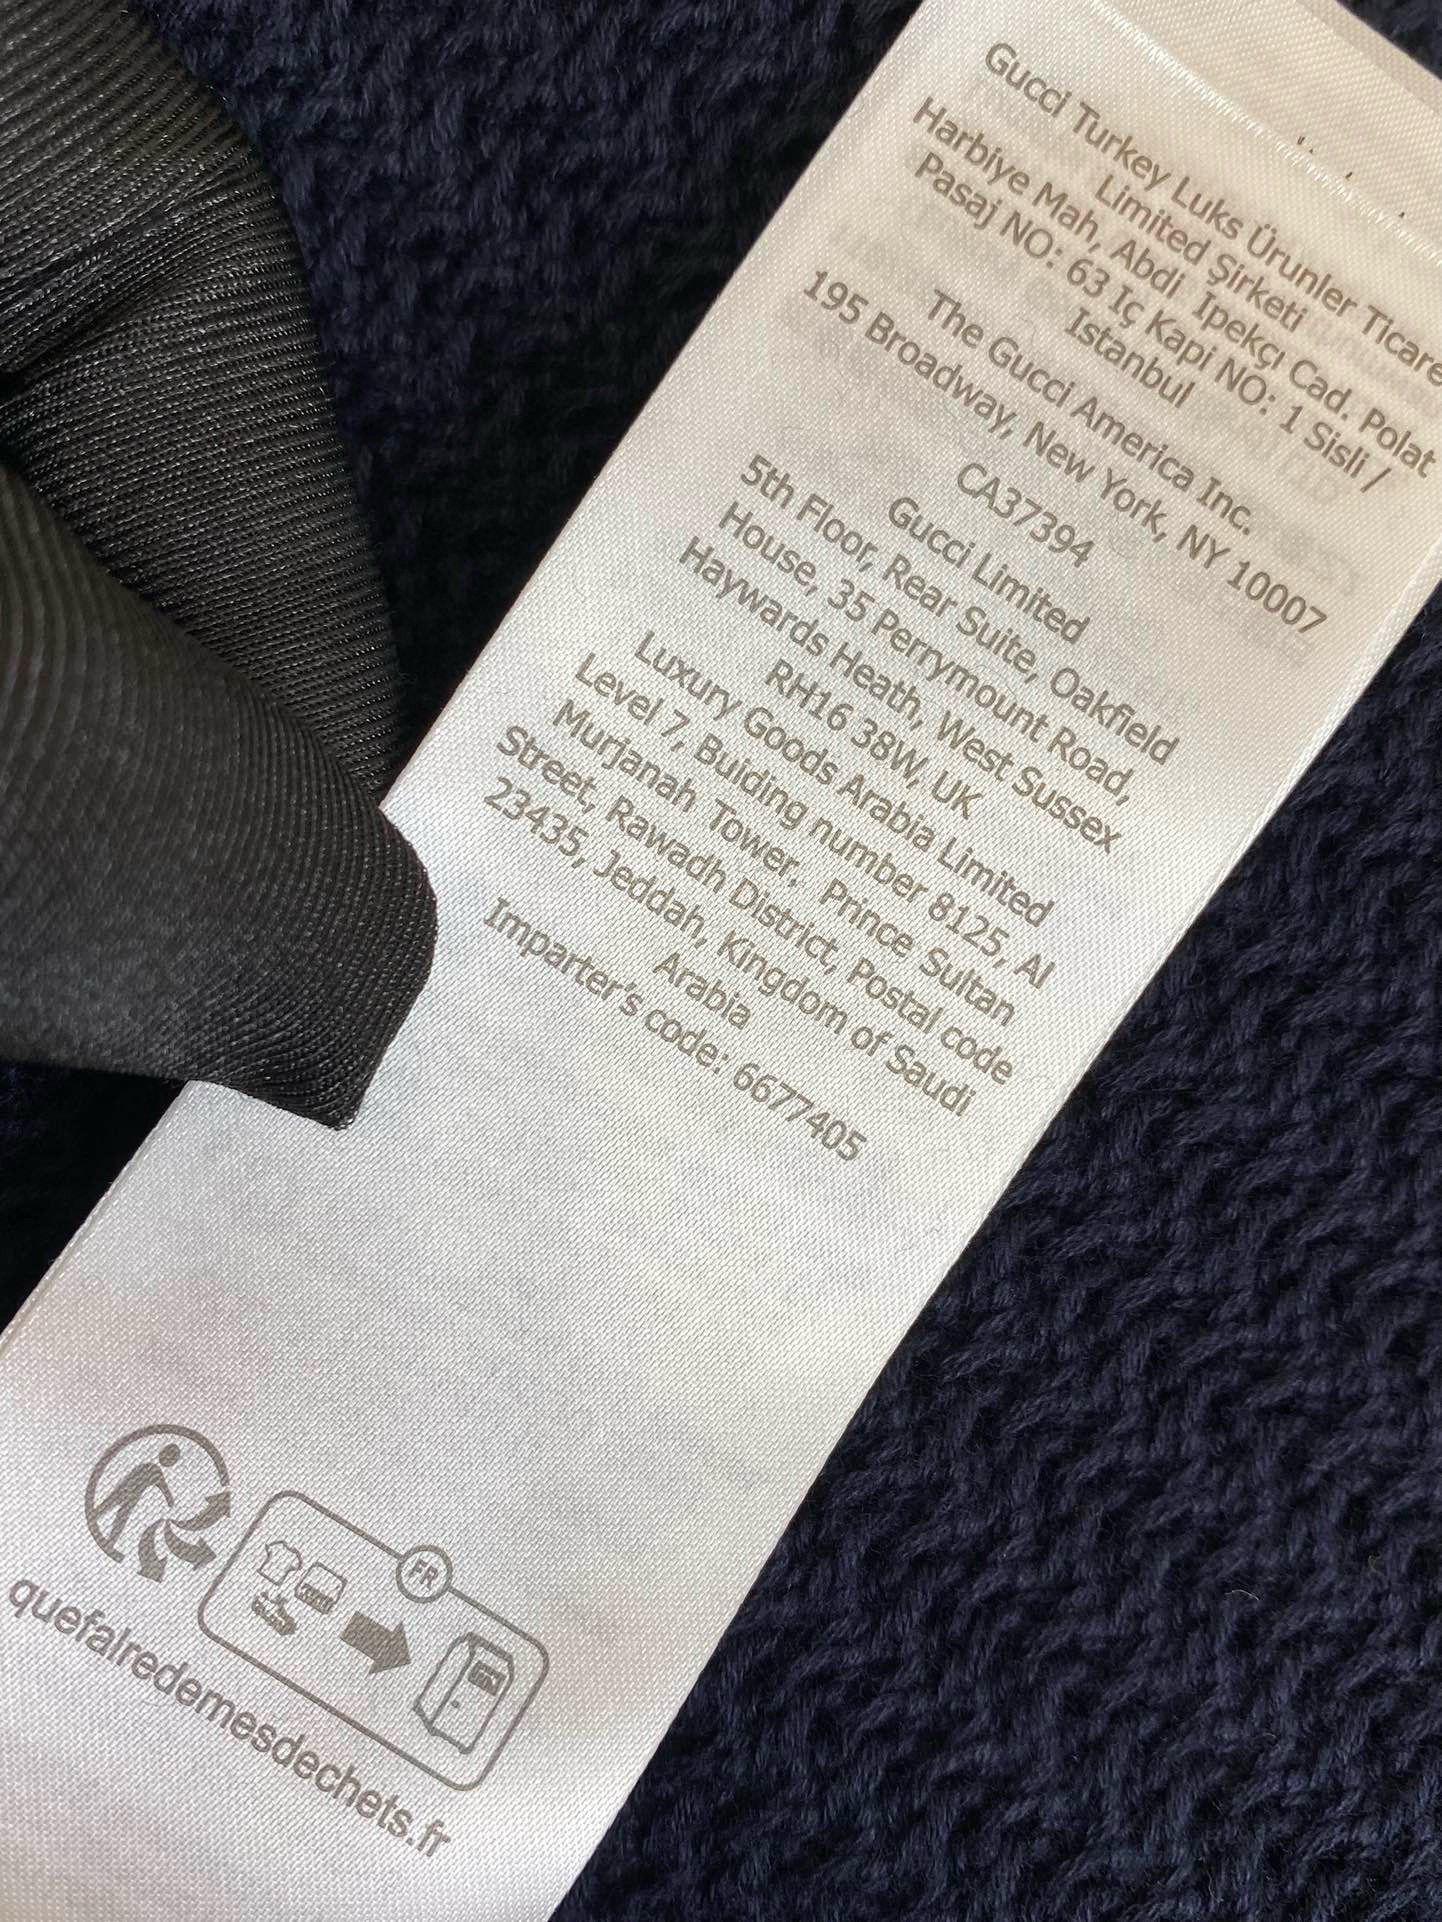 Gucci Turkey Luks Ürunler Ticare
Limited Şirketi
Harbiye Mah, Abdi Ipekçı Cad. Polat
Pasaj NO: 63 Iç Kapi NO: 1 Sisli /
Istanbul
The Gucci America Inc.
195 Broadway, New York, NY 10007
CA37394
Gucci Limited
5th Floor, Rear Suite, Oakfield
House, 35 Perrymount Road,
Haywards Heath, West Sussex
RH16 38W, UK
Luxury Goods Arabia Limited
Level 7, Buiding number 8125, Al
Murjanah Tower, Prince Sultan
Street, Rawadh District, Postal code
23435, Jeddah, Kingdom of Saudi
Arabia
Imparter's code: 6677405
FR
quefalredemesdechets.fr